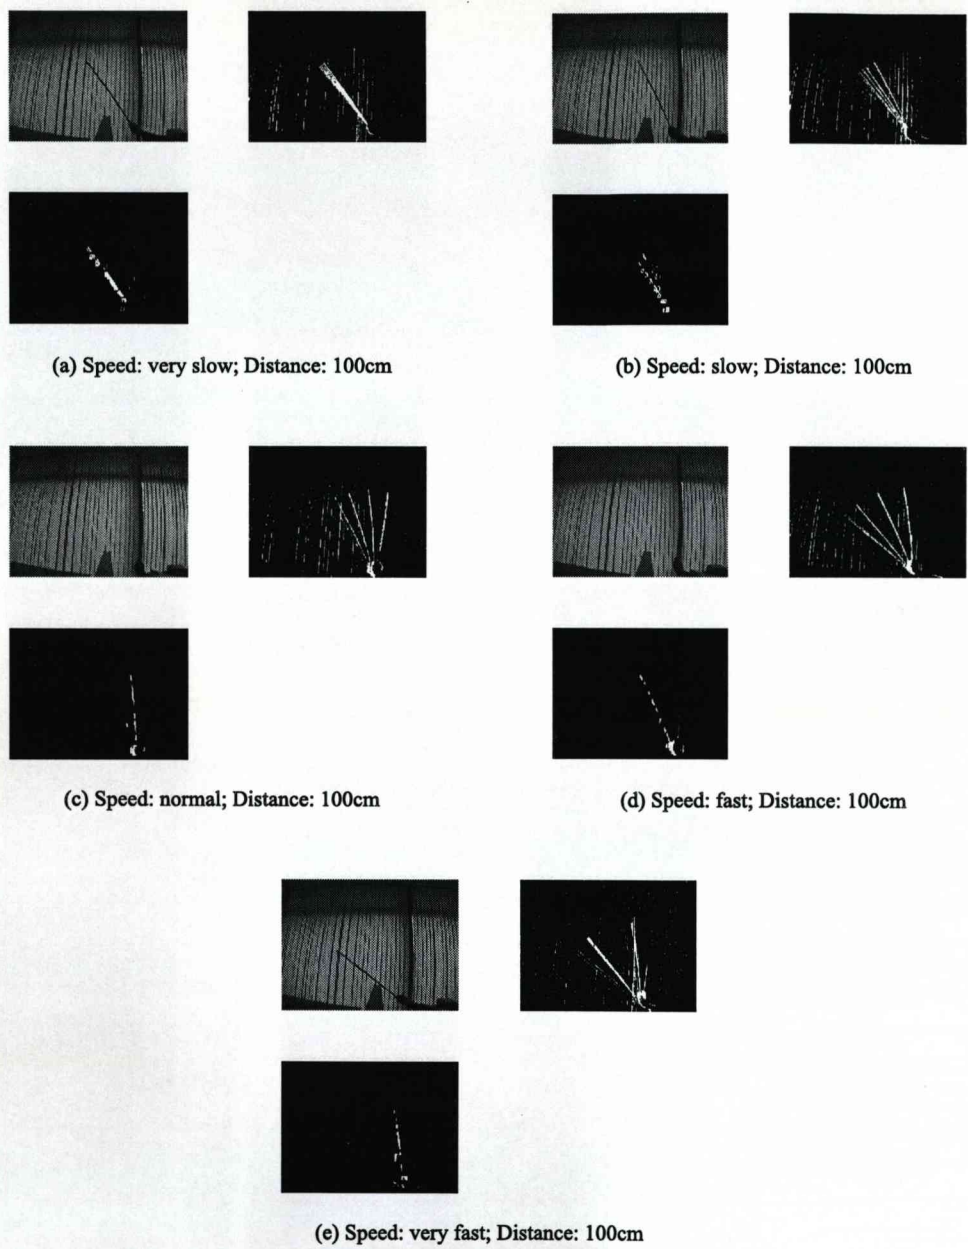 (a) Speed: very slow; Distance: 100cm
(b) Speed: slow; Distance: 100cm
(c) Speed: normal; Distance: 100cm
(d) Speed: fast; Distance: 100cm
(e) Speed: very fast; Distance: 100cm